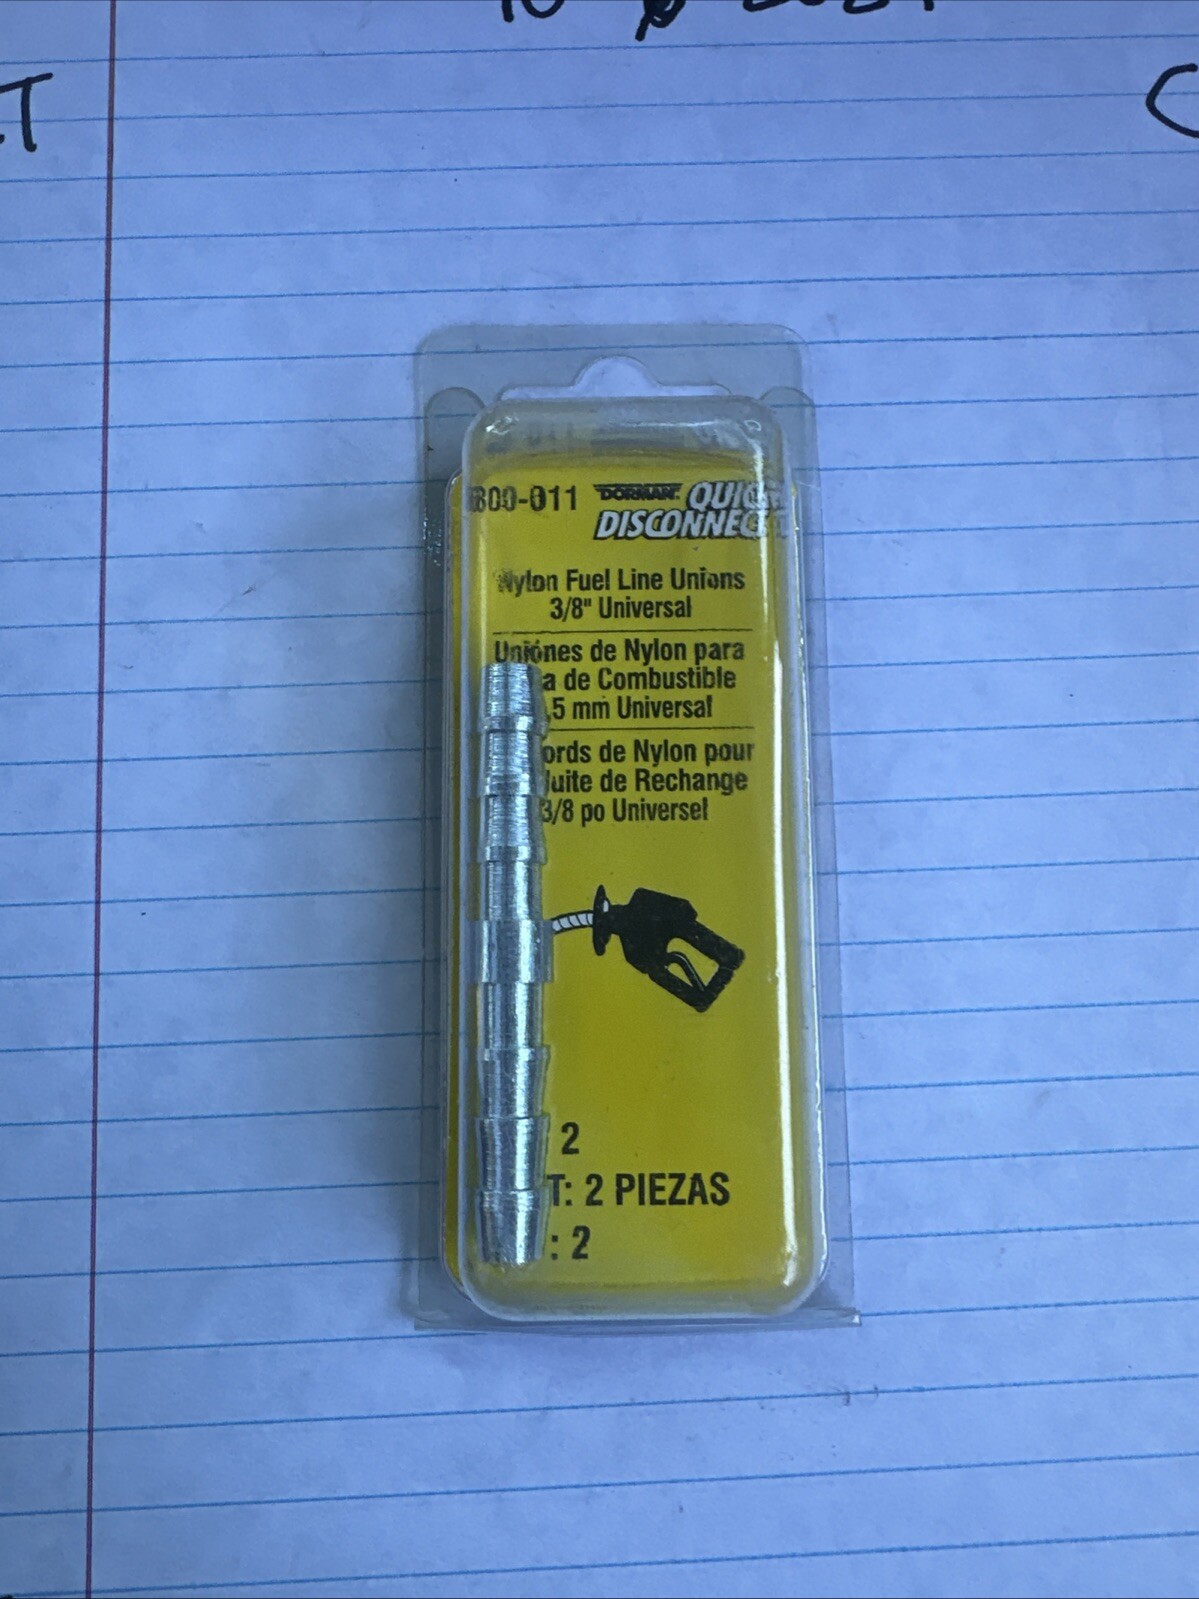 800-011 DORMAN QUICK
DISCONNECT
Nylon Fuel Line Unions
3/8" Universal
Uniónes de Nylon para
a de Combustible
,5 mm Universal
ords de Nylon pour
uite de Rechange
3/8 po Universel
2
T: 2 PIEZAS
: 2